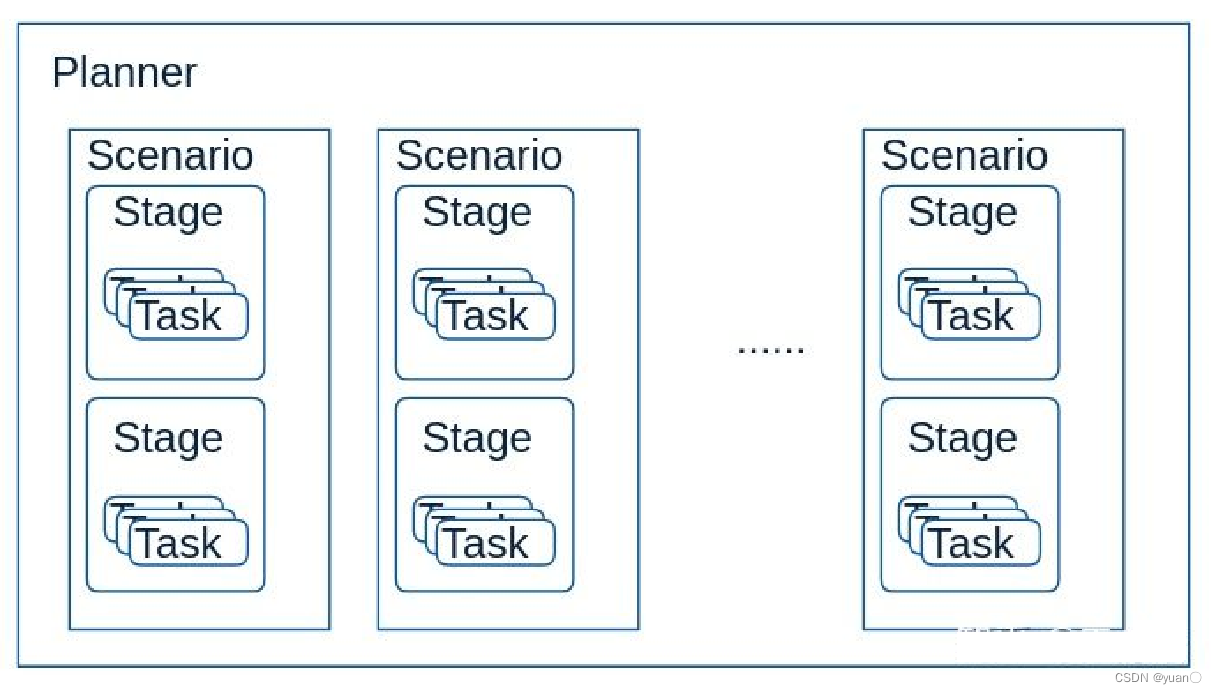 Planner
Scenario
Stage
Task
Stage
Task
Scenario
Stage
Task
Stage
Task
......
Scenario
Stage
Task
Stage
Task
CSDN @yuan〇